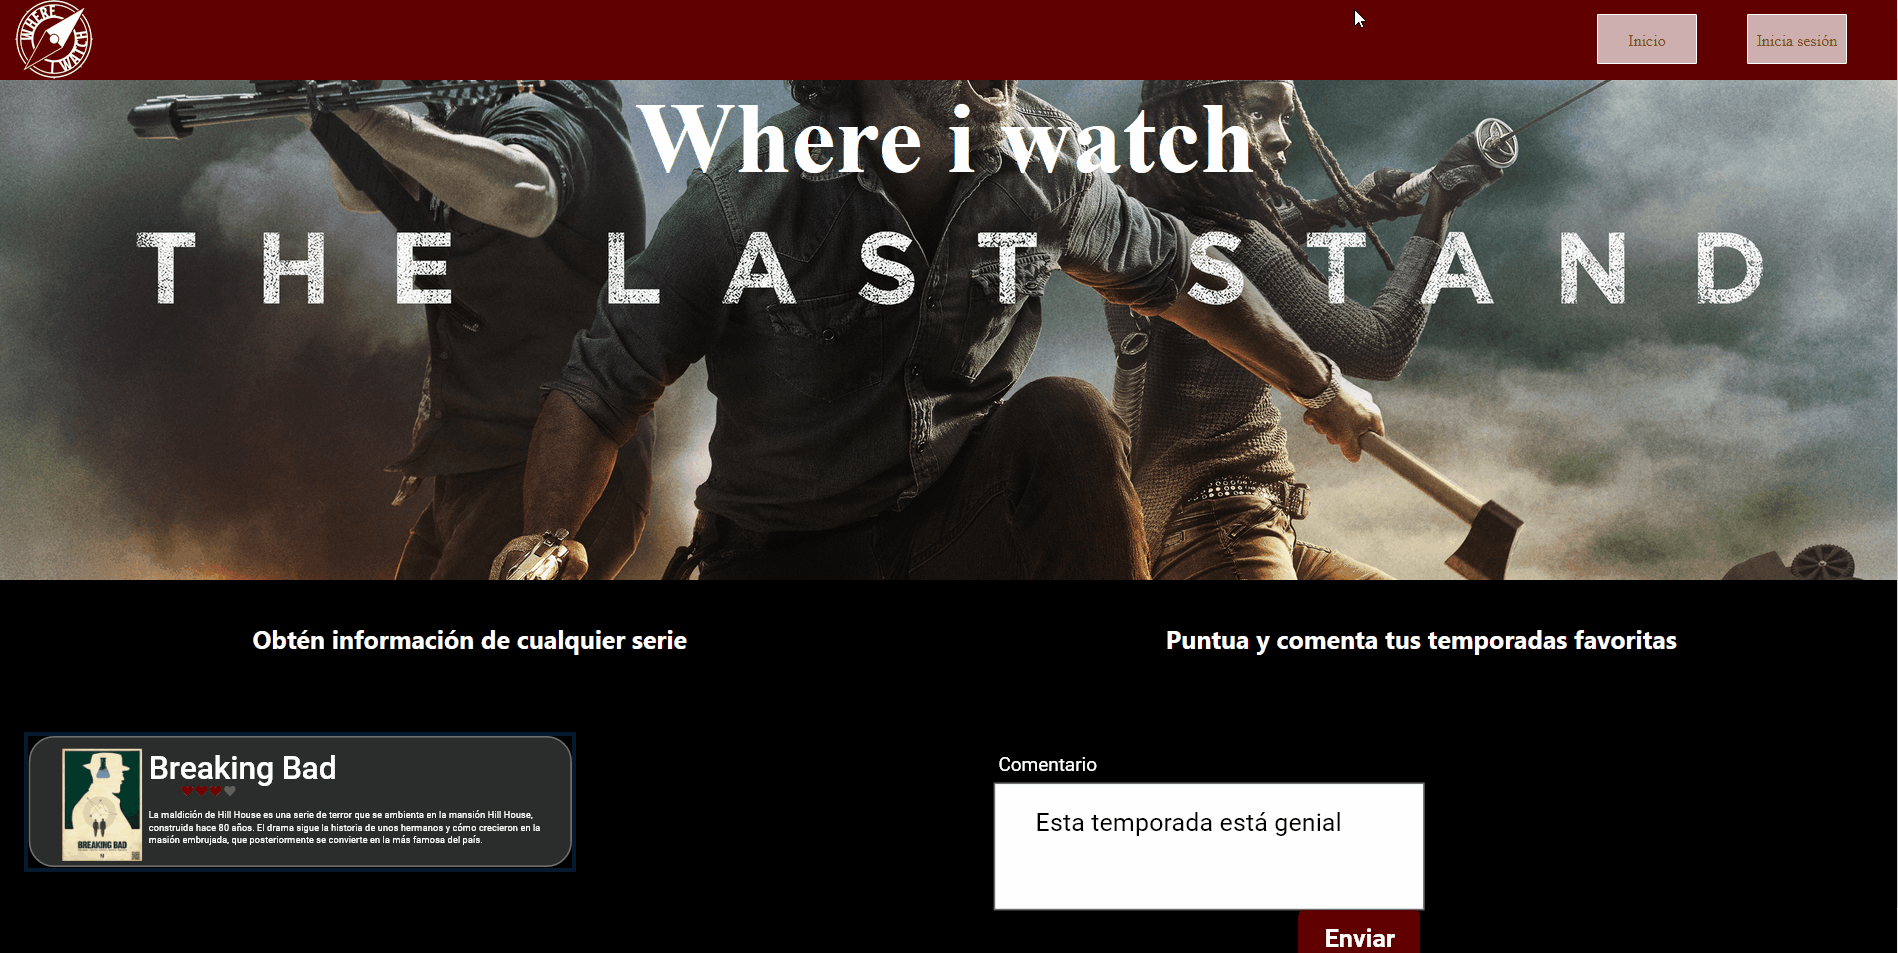 WHERE
I WATCH
Inicio
Inicia sesión
Where i watch
THE LAST STAND
Obtén información de cualquier serie
Puntua y comenta tus temporadas favoritas
Breaking Bad
La maldición de Hill House es una serie de terror que se ambienta en la mansión Hill House,
construida hace 80 años. El drama sigue la historia de unos hermanos y cómo crecieron en la
masión embrujada, que posteriormente se convierte en la más famosa del país.
BREAKING BAD
Comentario
Esta temporada está genial
Enviar